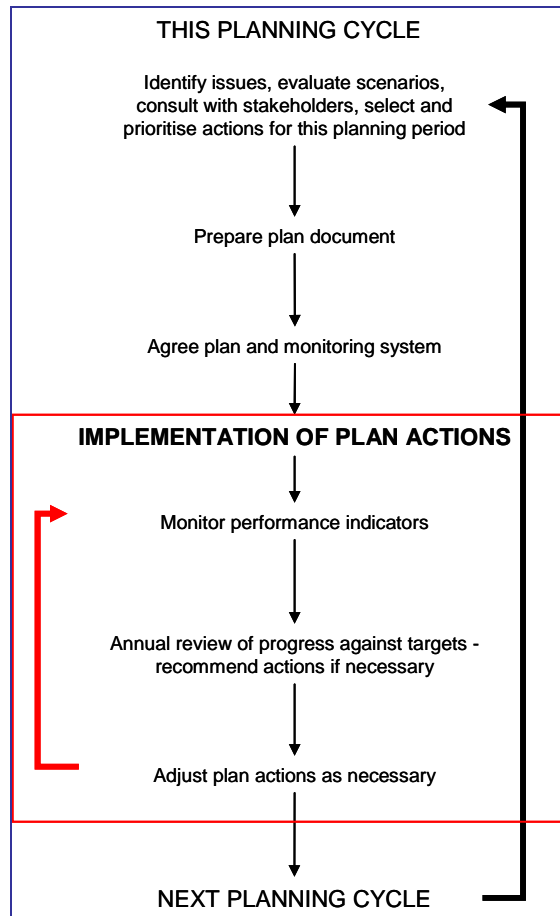 THIS PLANNING CYCLE
Identify issues, evaluate scenarios,
consult with stakeholders, select and
prioritise actions for this planning period
Prepare plan document
Agree plan and monitoring system
IMPLEMENTATION OF PLAN ACTIONS
Monitor performance indicators
Annual review of progress against targets -
recommend actions if necessary
Adjust plan actions as necessary
NEXT PLANNING CYCLE